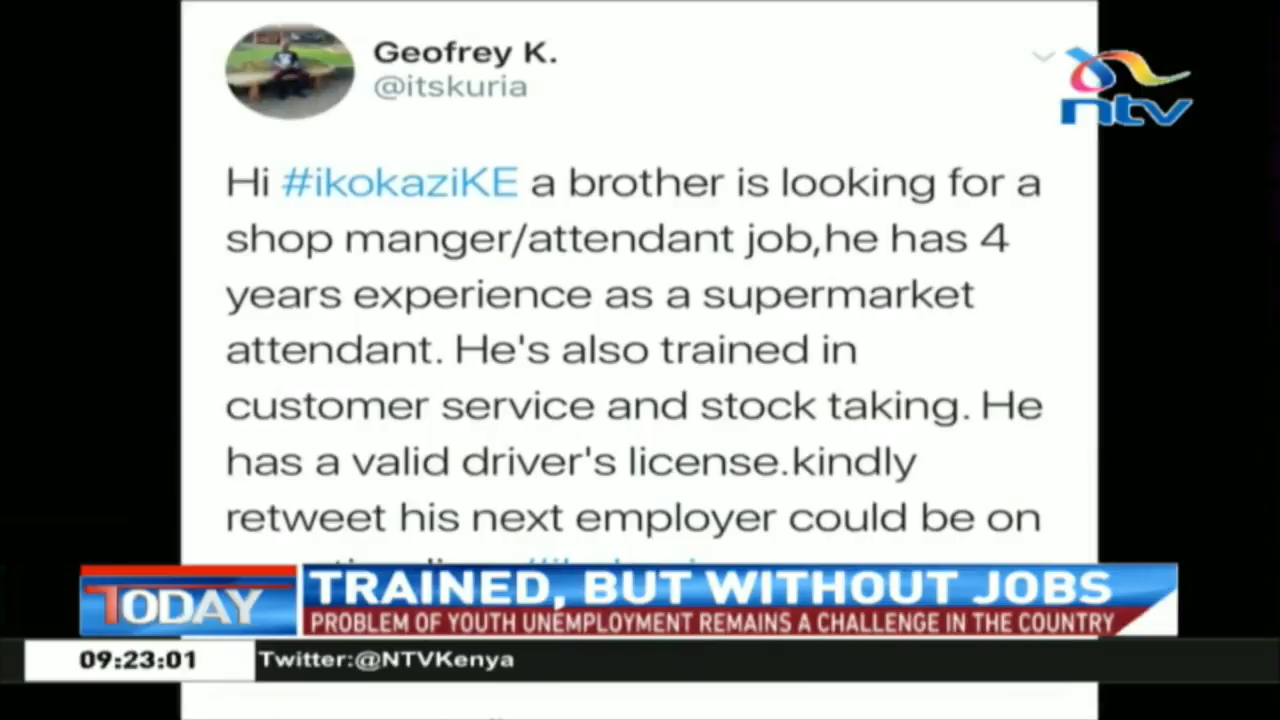 Geofrey K.
@itskuria
ntv
Hi #ikokaziKE a brother is looking for a
shop manger/attendant job,he has 4
years experience as a supermarket
attendant. He's also trained in
customer service and stock taking. He
has a valid driver's license.kindly
retweet his next employer could be on
TODAY
TRAINED, BUT WITHOUT JOBS
PROBLEM OF YOUTH UNEMPLOYMENT REMAINS A CHALLENGE IN THE COUNTRY
09:23:01
Twitter:@NTVKenya